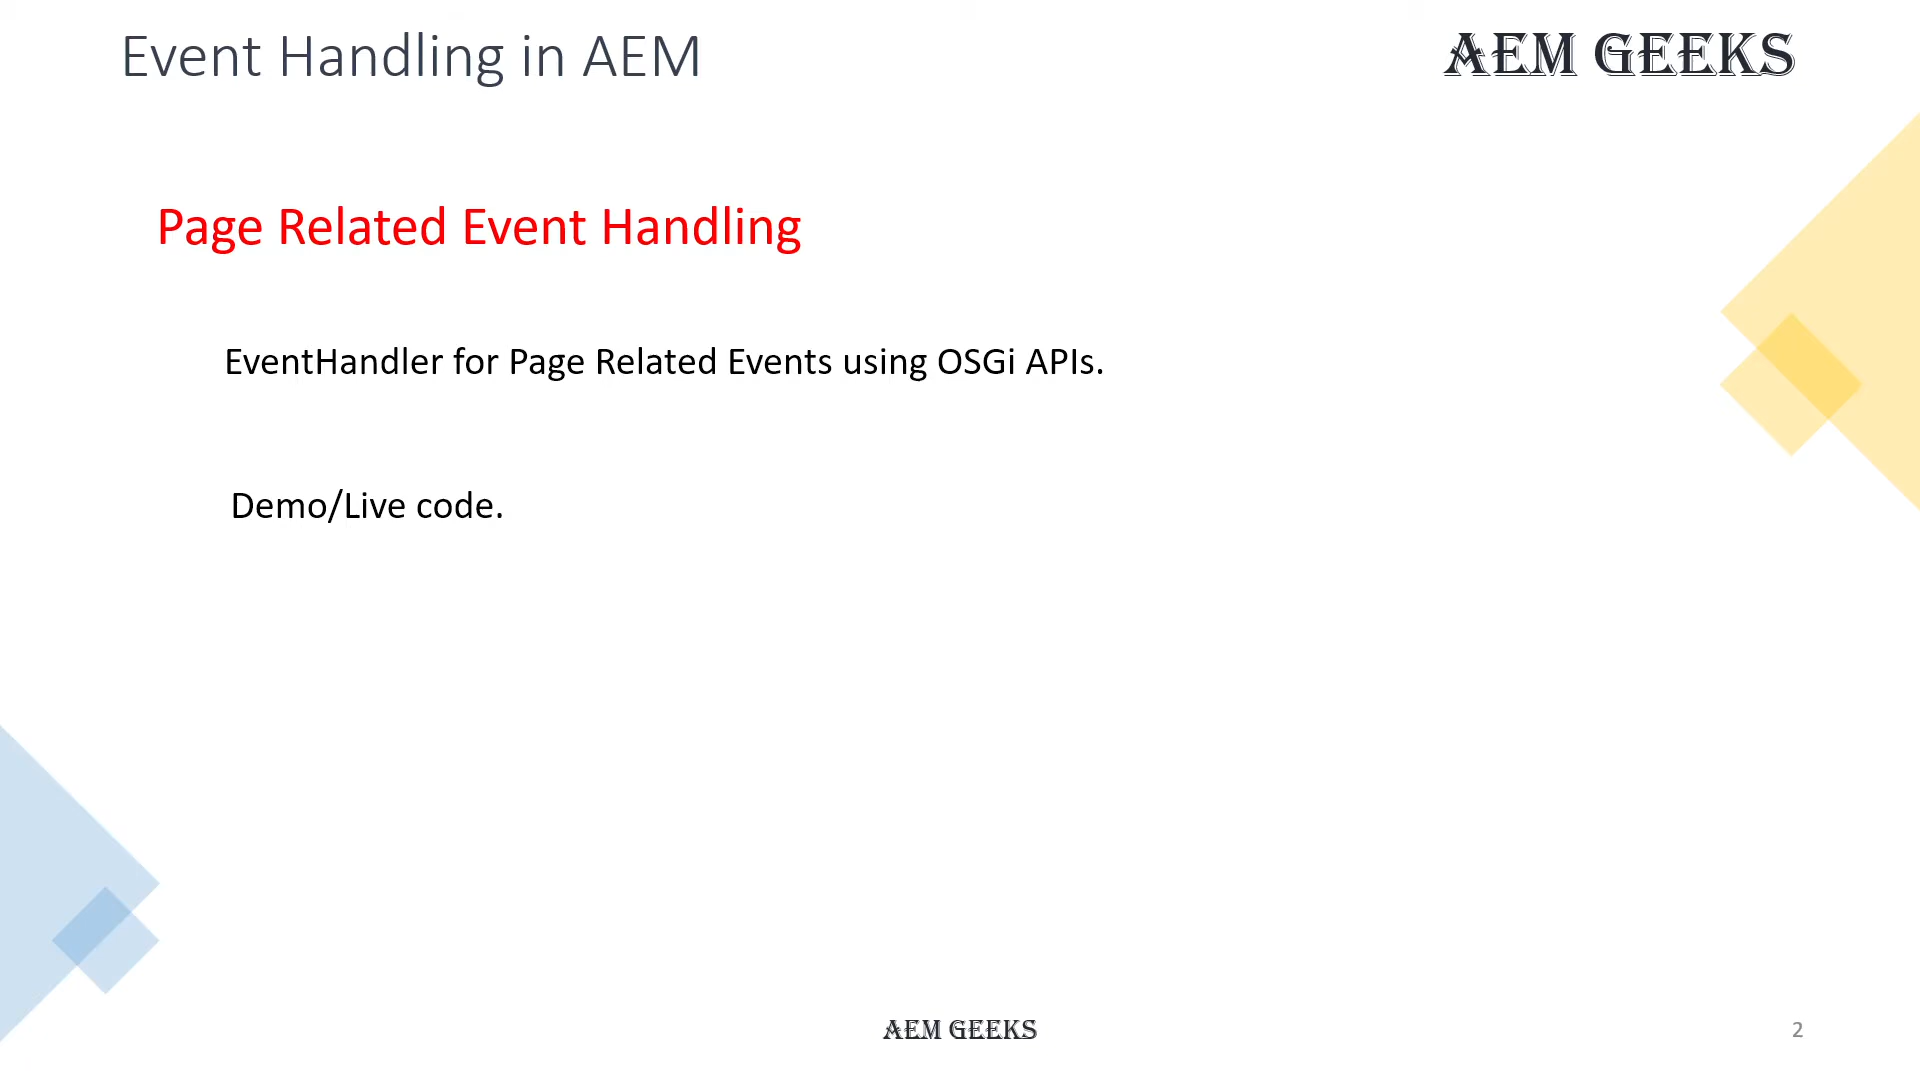 Event Handling in AEM
AEM GEEKS
Page Related Event Handling
EventHandler for Page Related Events using OSGi APIs.
Demo/Live code.
AEM GEEKS
2